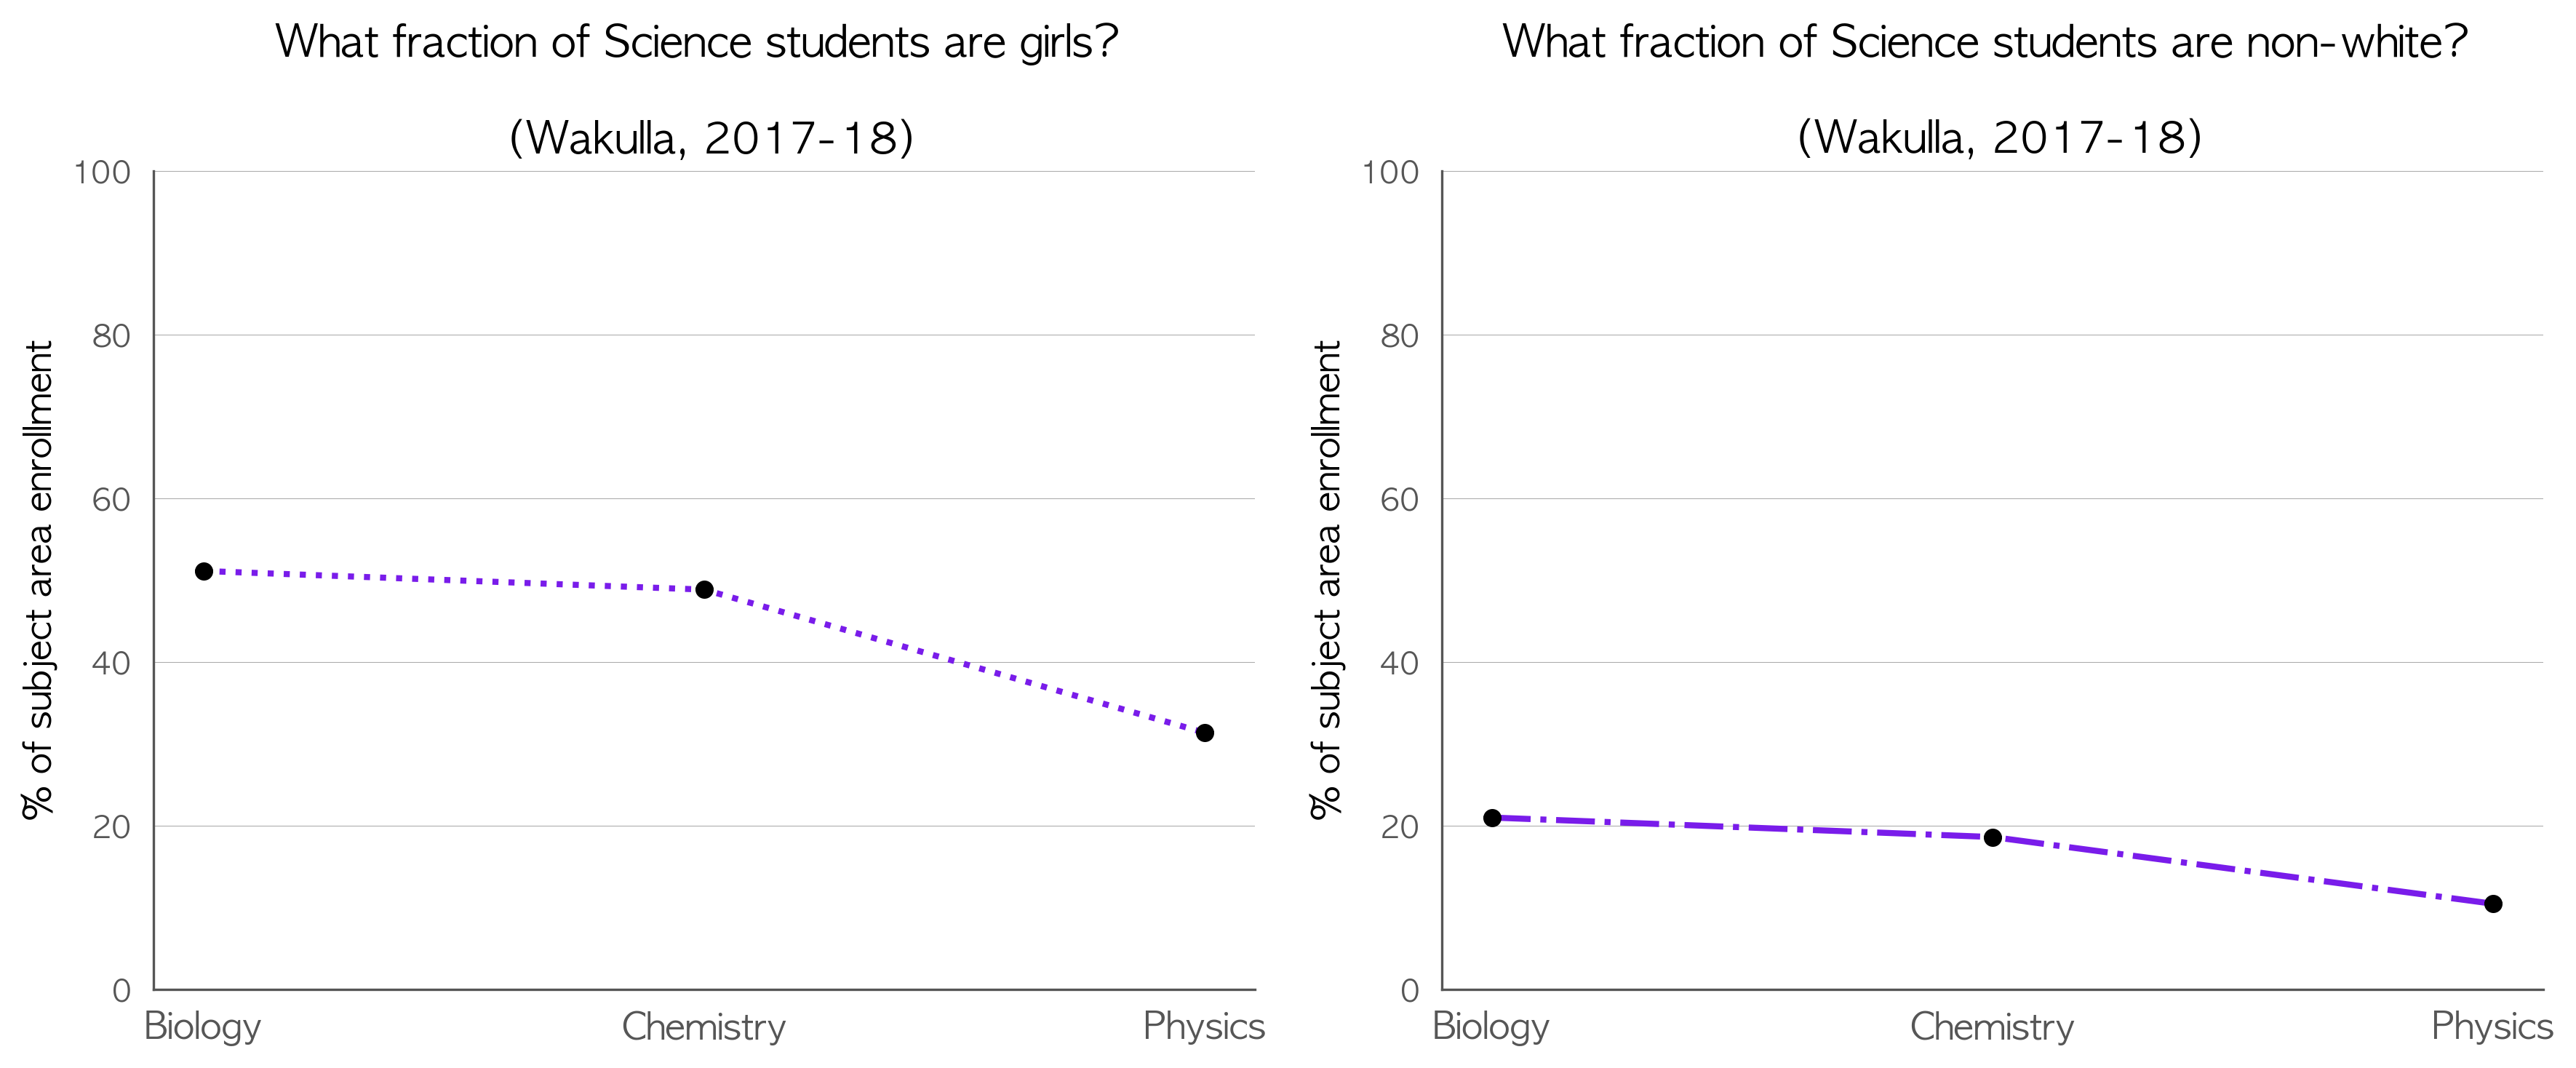 What fraction of Science students are girls?
(Wakulla, 2017-18)
100
80
60
40
20
0
% of subject area enrollment
Biology Chemistry Physics
What fraction of Science students are non-white?
(Wakulla, 2017-18)
100
80
60
40
20
0
% of subject area enrollment
Biology Chemistry Physics